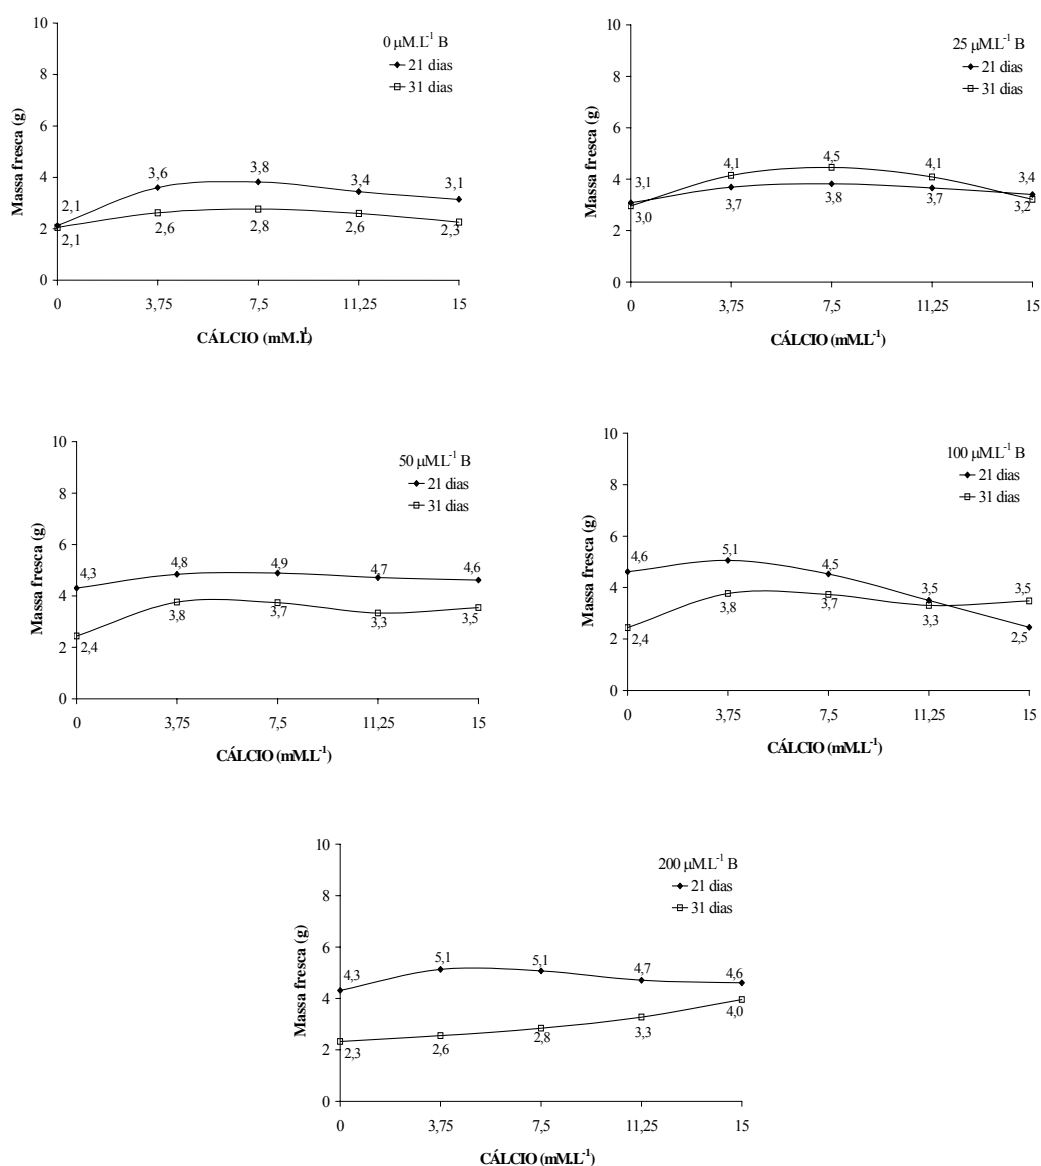 0 µM.L-1 B
21 dias
31 dias
Massa fresca (g)
10
8
6
4
2
0
2,1
3,6
3,8
3,4
3,1
2,1
2,6
2,8
2,6
2,3
0 3,75 7,5 11,25 15
CÁLCIO (mM.L-1)
25 µM.L-1 B
21 dias
31 dias
Massa fresca (g)
10
8
6
4
2
0
3,1
4,1
4,5
4,1
3,4
3,0
3,7
3,8
3,7
3,2
0 3,75 7,5 11,25 15
CÁLCIO (mM.L-1)
50 µM.L-1 B
21 dias
31 dias
Massa fresca (g)
10
8
6
4
2
0
4,3
4,8
4,9
4,7
4,6
2,4
3,8
3,7
3,3
3,5
0 3,75 7,5 11,25 15
CÁLCIO (mM.L-1)
100 µM.L-1 B
21 dias
31 dias
Massa fresca (g)
10
8
6
4
2
0
4,6
5,1
4,5
3,5
3,5
2,4
3,8
3,7
3,3
2,5
0 3,75 7,5 11,25 15
CÁLCIO (mM.L-1)
200 µM.L-1 B
21 dias
31 dias
Massa fresca (g)
10
8
6
4
2
0
4,3
5,1
5,1
4,7
4,6
2,3
2,6
2,8
3,3
4,0
0 3,75 7,5 11,25 15
CÁLCIO (mM.L-1)